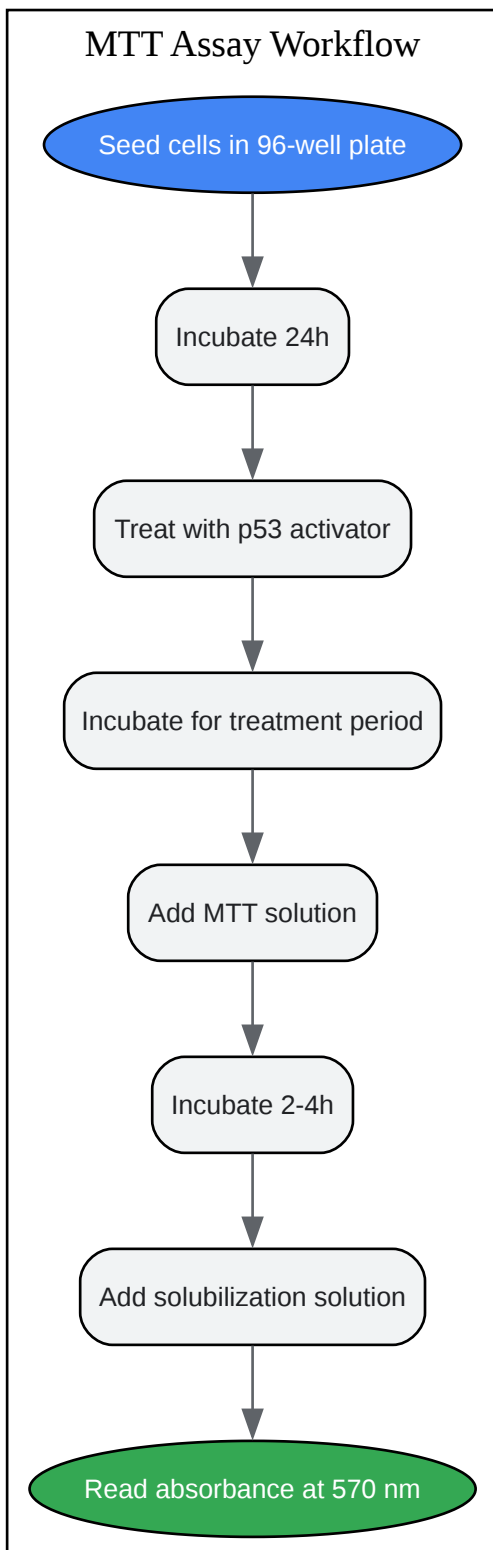 MTT Assay Workflow
Seed cells in 96-well plate
Incubate 24h
Treat with p53 activator
Incubate for treatment period
Add MTT solution
Incubate 2-4h
Add solubilization solution
Read absorbance at 570 nm